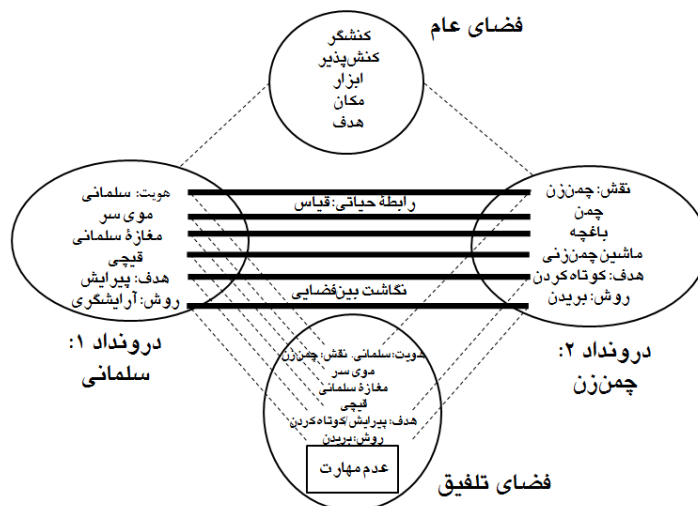 فضای عام
کنشگر
کنش‌پذیر
ابزار
مکان
هدف
نقش: چمن‌زن
چمن
باغچه
ماشین چمن‌زنی
هدف: کوتاه کردن
روش: بریدن
رابطهٔ حیاتی: قیاس
نگاشت بین‌فضایی
هویت: سلمانی
موی سر
مغازهٔ سلمانی
قیچی
هدف: پیرایش
روش: آرایشگری
درونداد ۲:
چمن‌زن
درونداد ۱:
سلمانی
هویت: سلمانی. نقش: چمن‌زن
موی سر
مغازهٔ سلمانی
قیچی
هدف: پیرایش/کوتاه کردن
روش: بریدن
عدم مهارت
فضای تلفیق